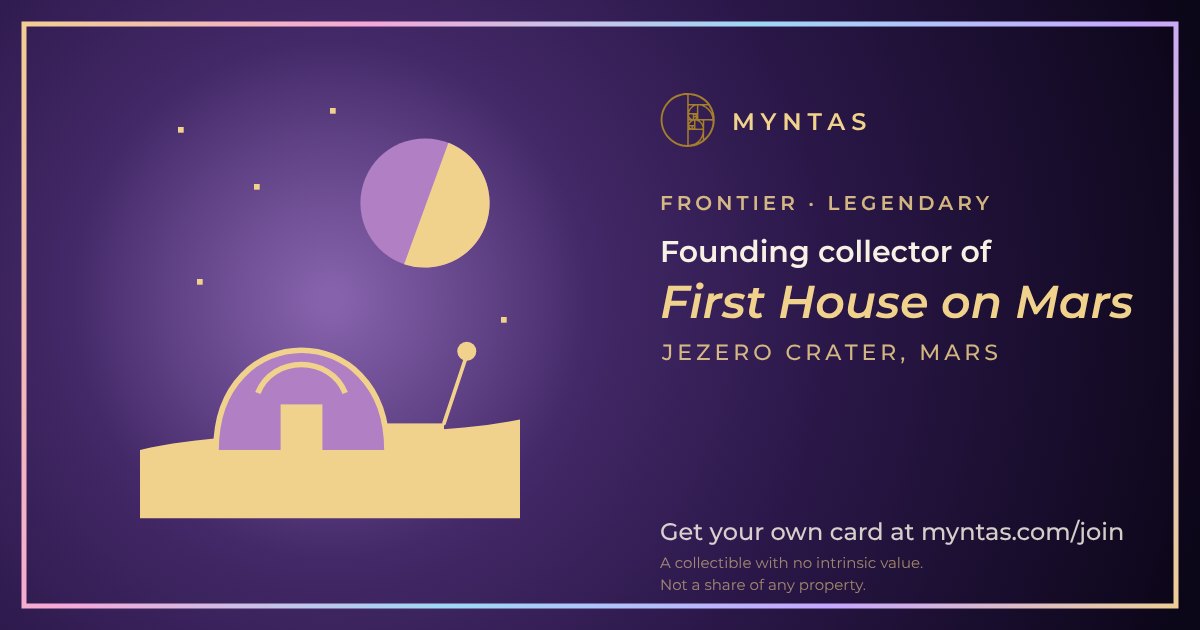 MYNTAS
FRONTIER · LEGENDARY
Founding collector of
First House on Mars
JEZERO CRATER, MARS
Get your own card at myntas.com/join
A collectible with no intrinsic value.
Not a share of any property.